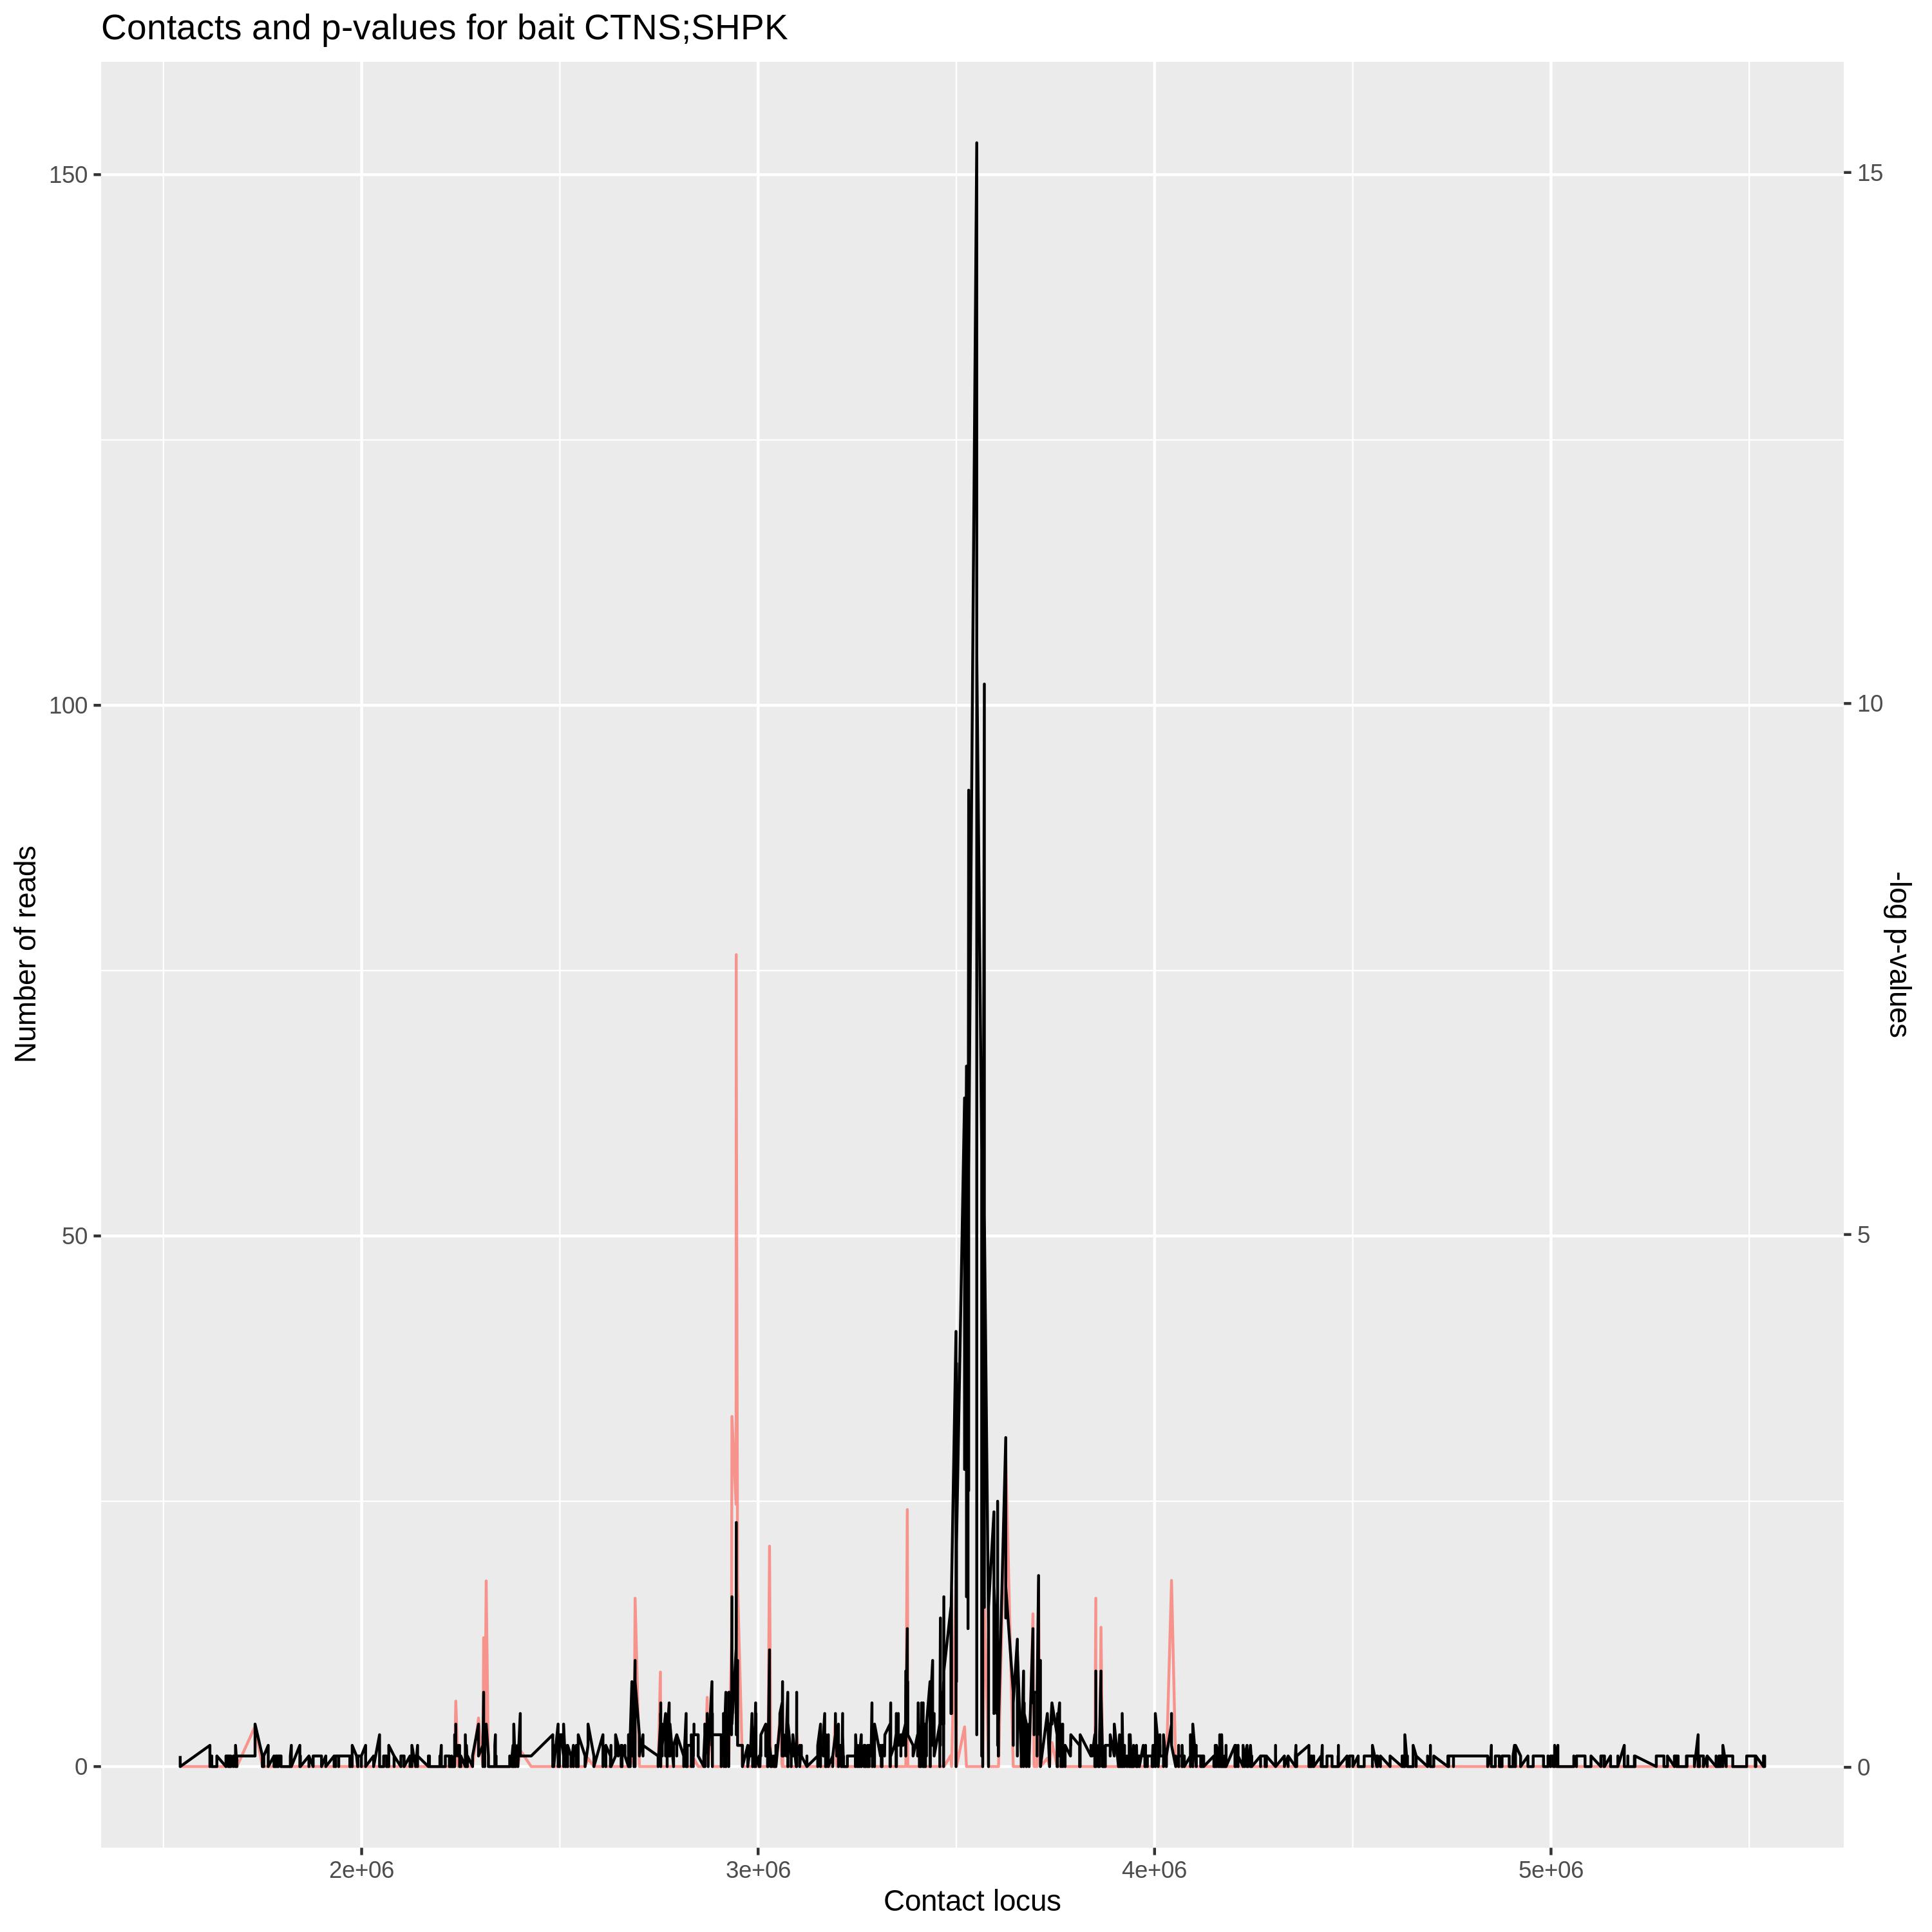 Contacts and p-values for bait CTNS;SHPK
150
100
50
0
Number of reads
15
10
5
0
-log p-values
2e+06
3e+06
4e+06
5e+06
Contact locus